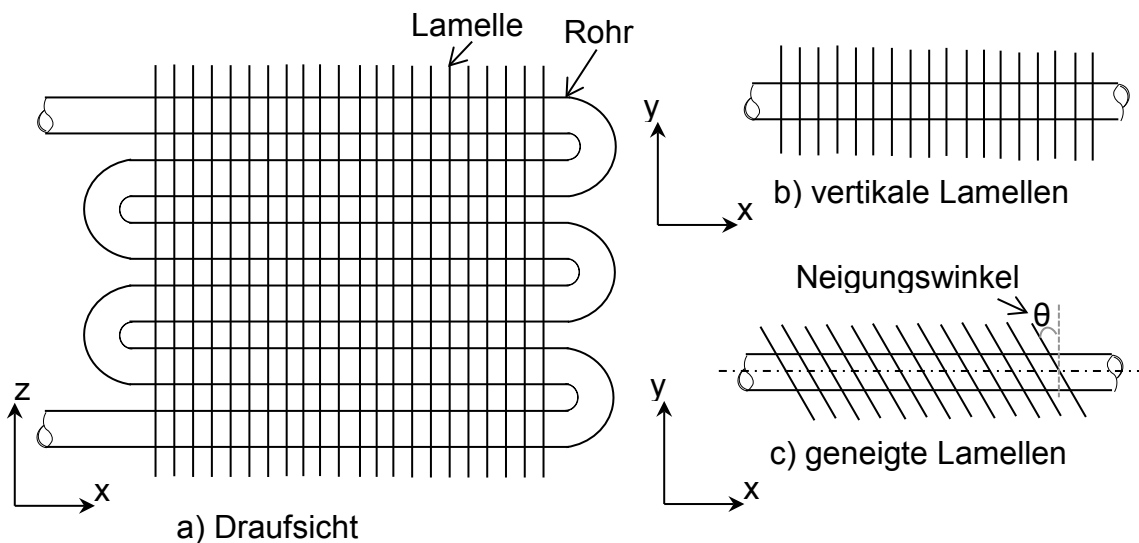 Lamelle
Rohr
z
x
a) Draufsicht
y
x
b) vertikale Lamellen
Neigungswinkel
θ
y
x
c) geneigte Lamellen